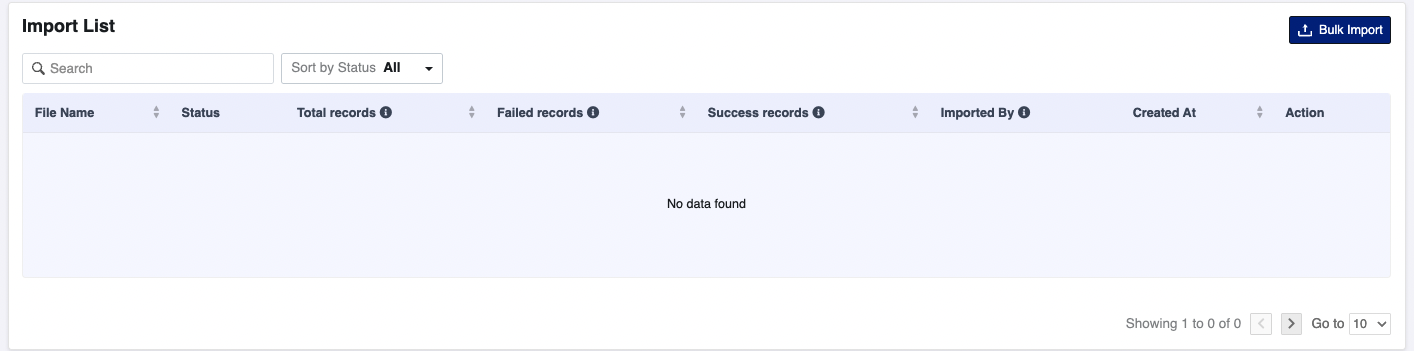 Import List
Bulk Import
Search
Sort by Status All
File Name Status Total records Failed records Success records Imported By Created At Action
No data found
Showing 1 to 0 of 0 Go to 10